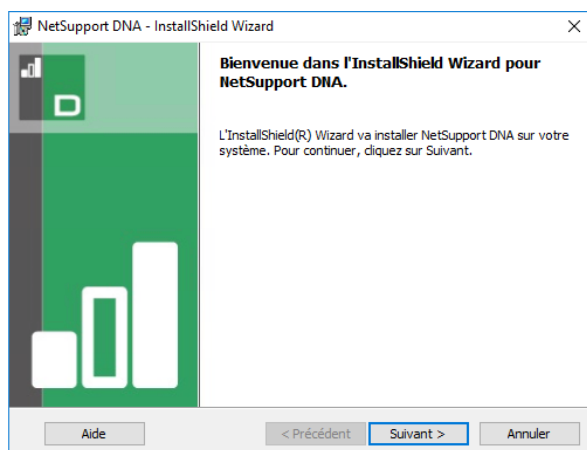 NetSupport DNA - InstallShield Wizard
D
Bienvenue dans l'InstallShield Wizard pour
NetSupport DNA.
L'InstallShield(R) Wizard va installer NetSupport DNA sur votre
système. Pour continuer, cliquez sur Suivant.
Aide
< Précédent
Suivant >
Annuler